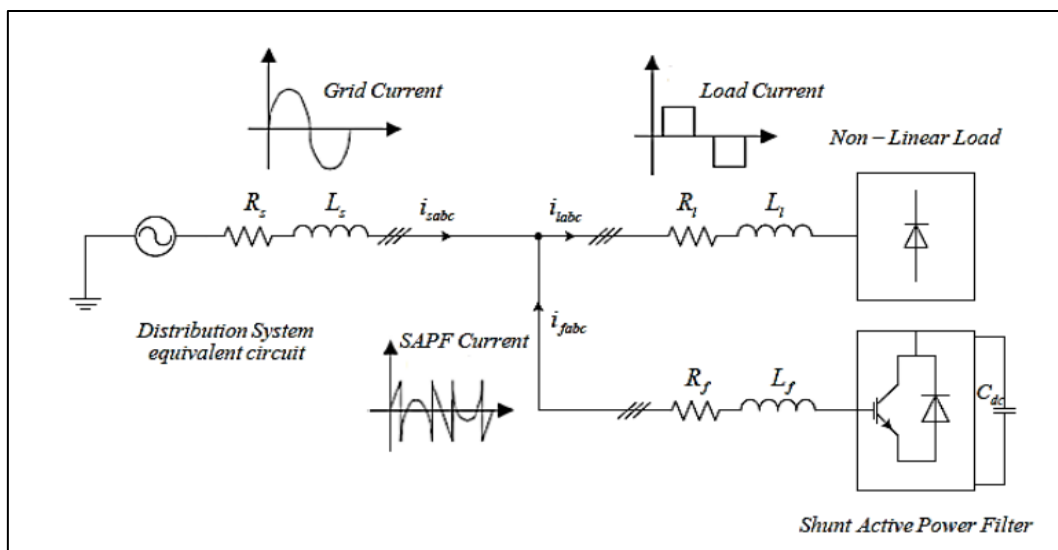 Grid Current
Load Current
Non – Linear Load
R_s
L_s
i_sabc
i_labc
R_l
L_l
Distribution System
equivalent circuit
SAPF Current
i_fabc
R_f
L_f
C_dc
Shunt Active Power Filter